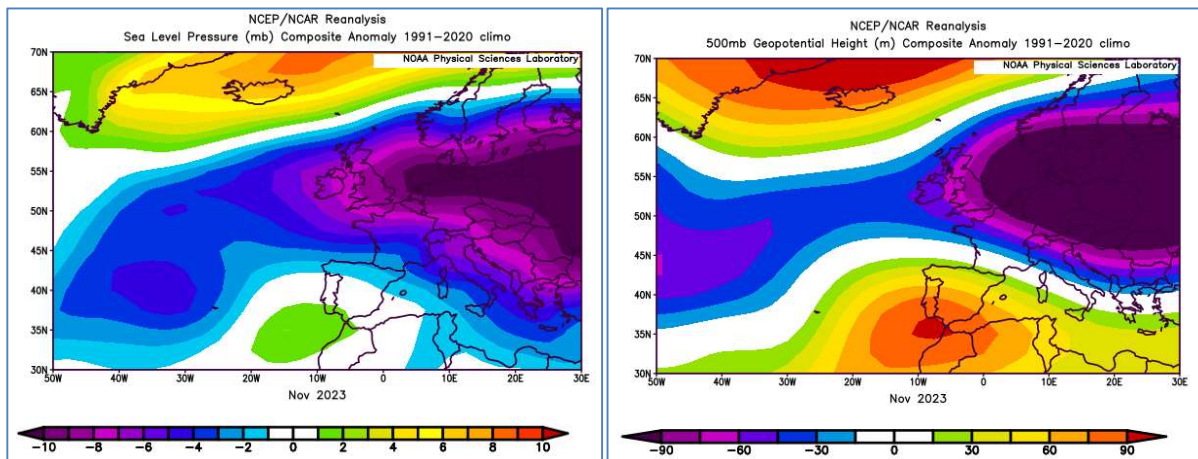 NCEP/NCAR Reanalysis
Sea Level Pressure (mb) Composite Anomaly 1991-2020 climo
NOAA Physical Sciences Laboratory
70N
65N
60N
55N
50N
45N
40N
35N
30N
50W 40W 30W 20W 10W 0 10E 20E 30E
Nov 2023
-10 -8 -6 -4 -2 0 2 4 6 8 10
NCEP/NCAR Reanalysis
500mb Geopotential Height (m) Composite Anomaly 1991-2020 climo
NOAA Physical Sciences Laboratory
70N
65N
60N
55N
50N
45N
40N
35N
30N
50W 40W 30W 20W 10W 0 10E 20E 30E
Nov 2023
-90 -60 -30 0 30 60 90